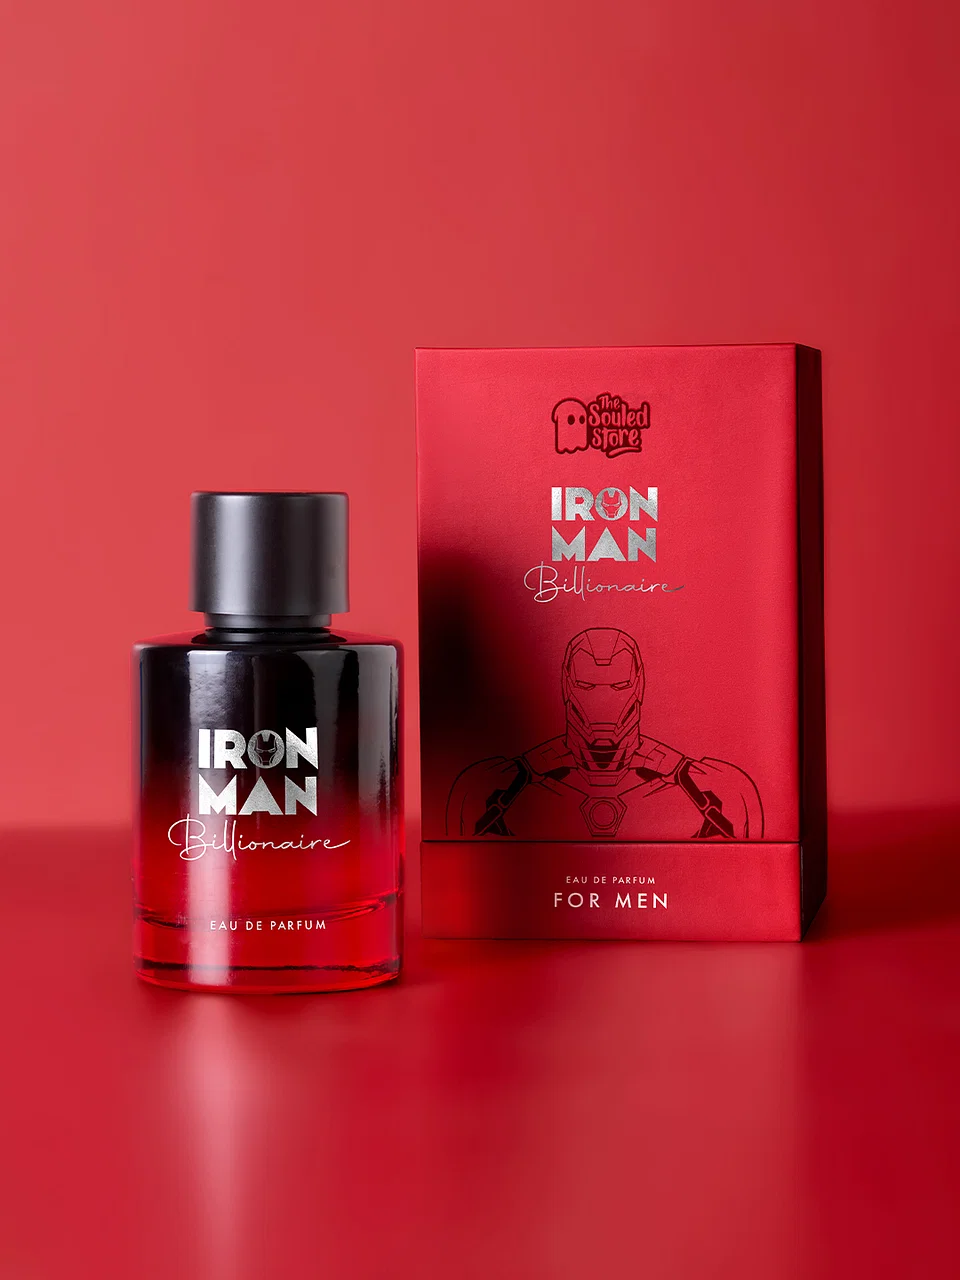 The
Souled
Store
IRON
MAN
Billionaire
EAU DE PARFUM
FOR MEN
IRON
MAN
Billionaire
EAU DE PARFUM